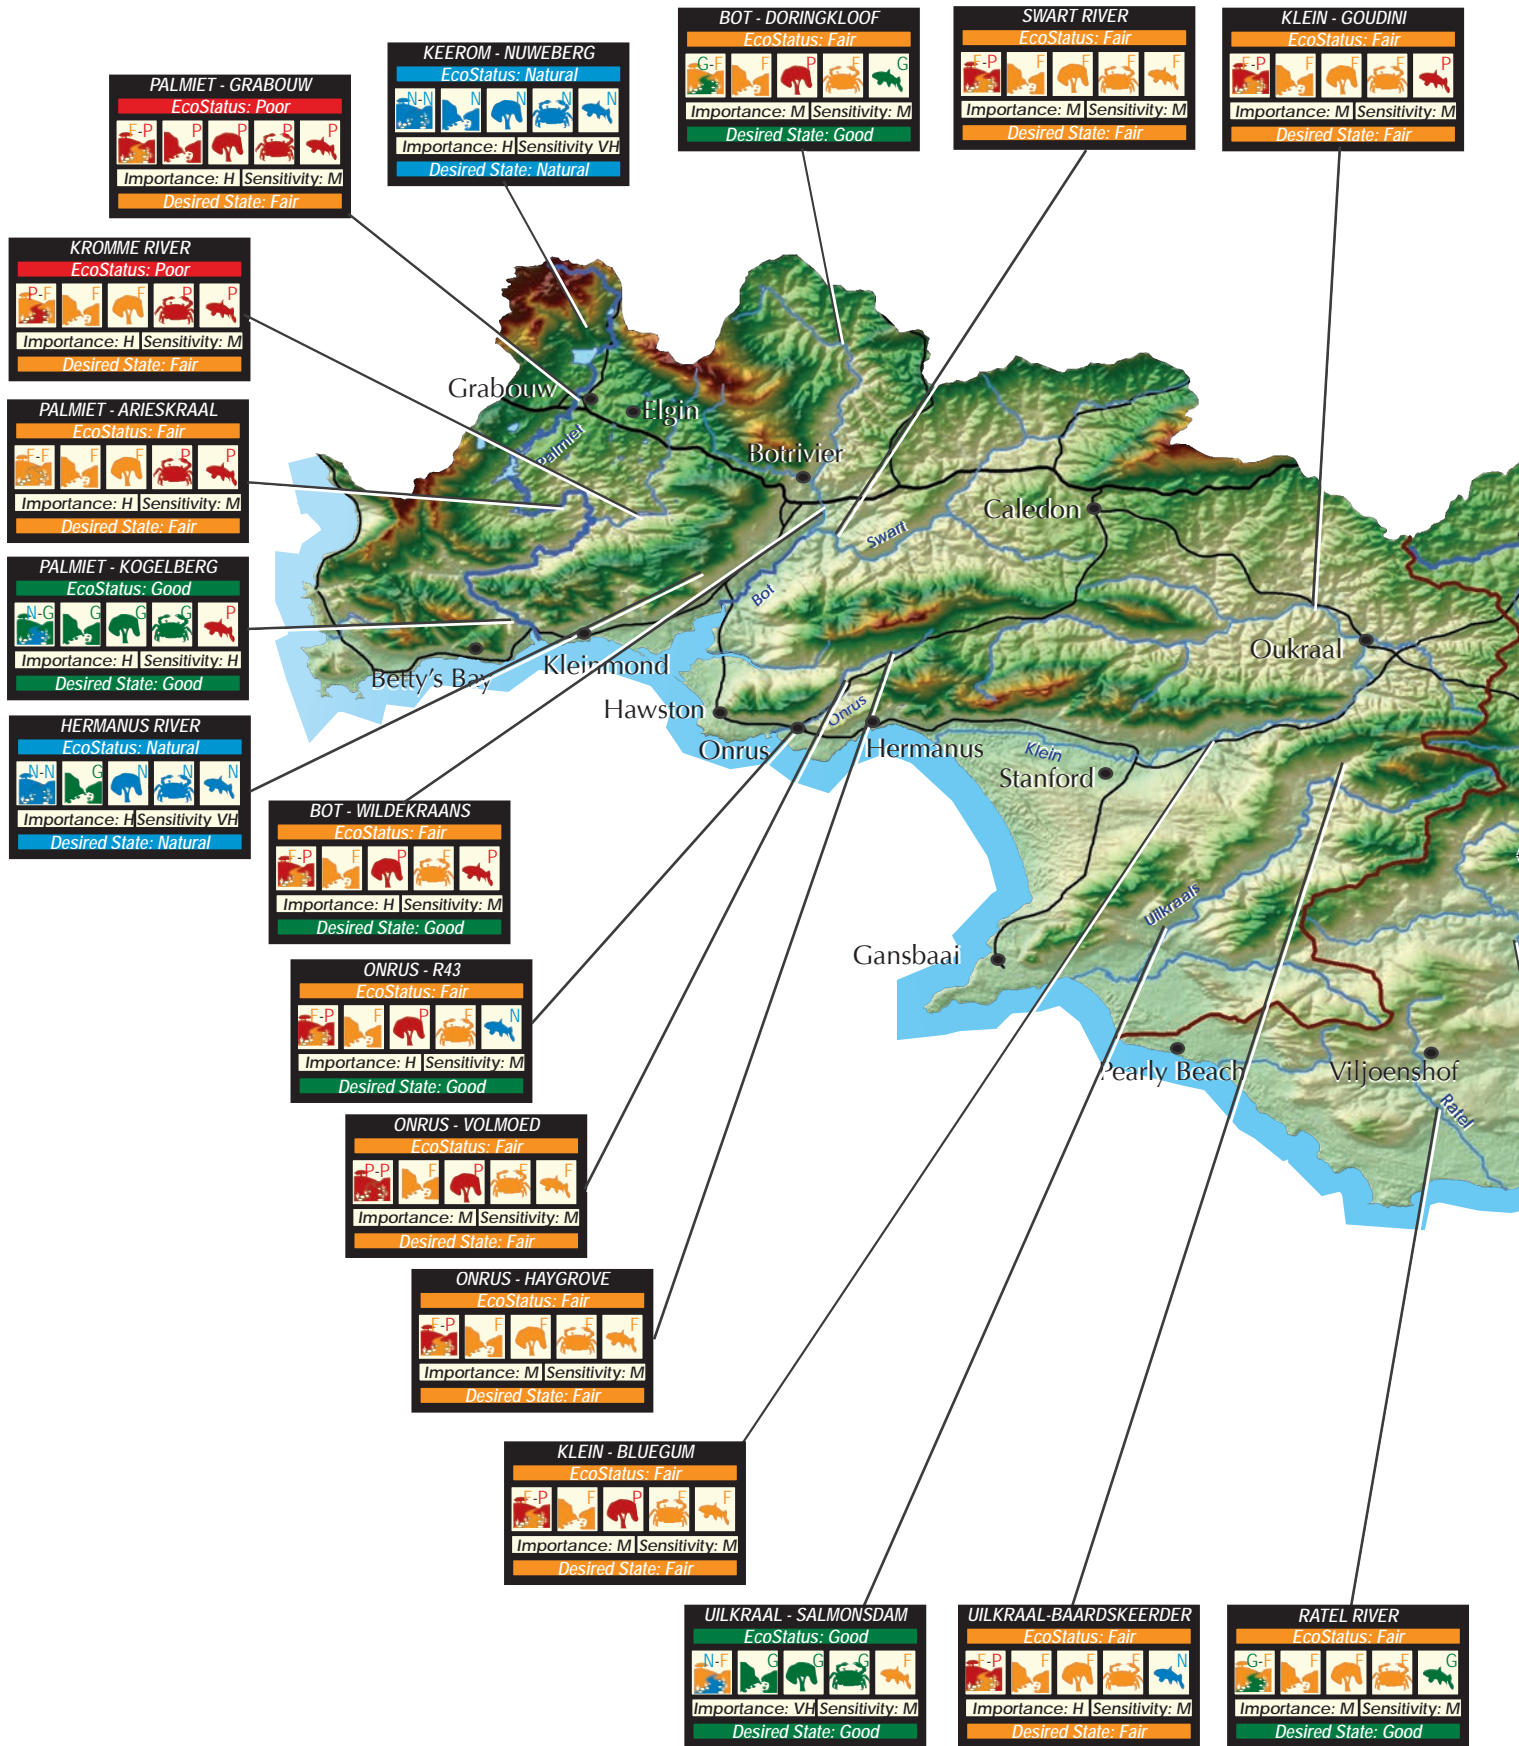 BOT - DORINGKLOOF
EcoStatus: Fair
G-F F P F G
Importance: M Sensitivity: M
Desired State: Good
SWART RIVER
EcoStatus: Fair
F-P F F F F
Importance: M Sensitivity: M
Desired State: Fair
KLEIN - GOUDINI
EcoStatus: Fair
F-P F F F P
Importance: M Sensitivity: M
Desired State: Fair
KEEROM - NUWEBERG
EcoStatus: Natural
N-N N N N N
Importance: H Sensitivity VH
Desired State: Natural
PALMIET - GRABOUW
EcoStatus: Poor
F-P P P P P
Importance: H Sensitivity: M
Desired State: Fair
KROMME RIVER
EcoStatus: Poor
P-F F F P P
Importance: H Sensitivity: M
Desired State: Fair
PALMIET - ARIESKRAAL
EcoStatus: Fair
F-F F F P P
Importance: H Sensitivity: M
Desired State: Fair
PALMIET - KOGELBERG
EcoStatus: Good
N-G G G G P
Importance: H Sensitivity: H
Desired State: Good
HERMANUS RIVER
EcoStatus: Natural
N-N G N N N
Importance: H Sensitivity VH
Desired State: Natural
BOT - WILDEKRAANS
EcoStatus: Fair
F-P F P F P
Importance: H Sensitivity: M
Desired State: Good
ONRUS - R43
EcoStatus: Fair
F-P F P F N
Importance: H Sensitivity: M
Desired State: Good
ONRUS - VOLMOED
EcoStatus: Fair
P-P F P F F
Importance: M Sensitivity: M
Desired State: Fair
ONRUS - HAYGROVE
EcoStatus: Fair
F-P F F F F
Importance: M Sensitivity: M
Desired State: Fair
KLEIN - BLUEGUM
EcoStatus: Fair
F-P F P F F
Importance: M Sensitivity: M
Desired State: Fair
UILKRAAL - SALMONSDAM
EcoStatus: Good
N-F G G G F
Importance: VH Sensitivity: M
Desired State: Good
UILKRAAL-BAARDSKEERDER
EcoStatus: Fair
F-P F F F N
Importance: H Sensitivity: M
Desired State: Fair
RATEL RIVER
EcoStatus: Fair
G-F F F F G
Importance: M Sensitivity: M
Desired State: Good
Grabouw
Elgin
Palmiet
Botrivier
Caledon
Swart
Bot
Oukraal
Betty's Bay
Kleinmond
Hawston
Onrus
Onrus
Hermanus
Klein
Stanford
Uilkraals
Gansbaai
Pearly Beach
Viljoenshof
Ratel